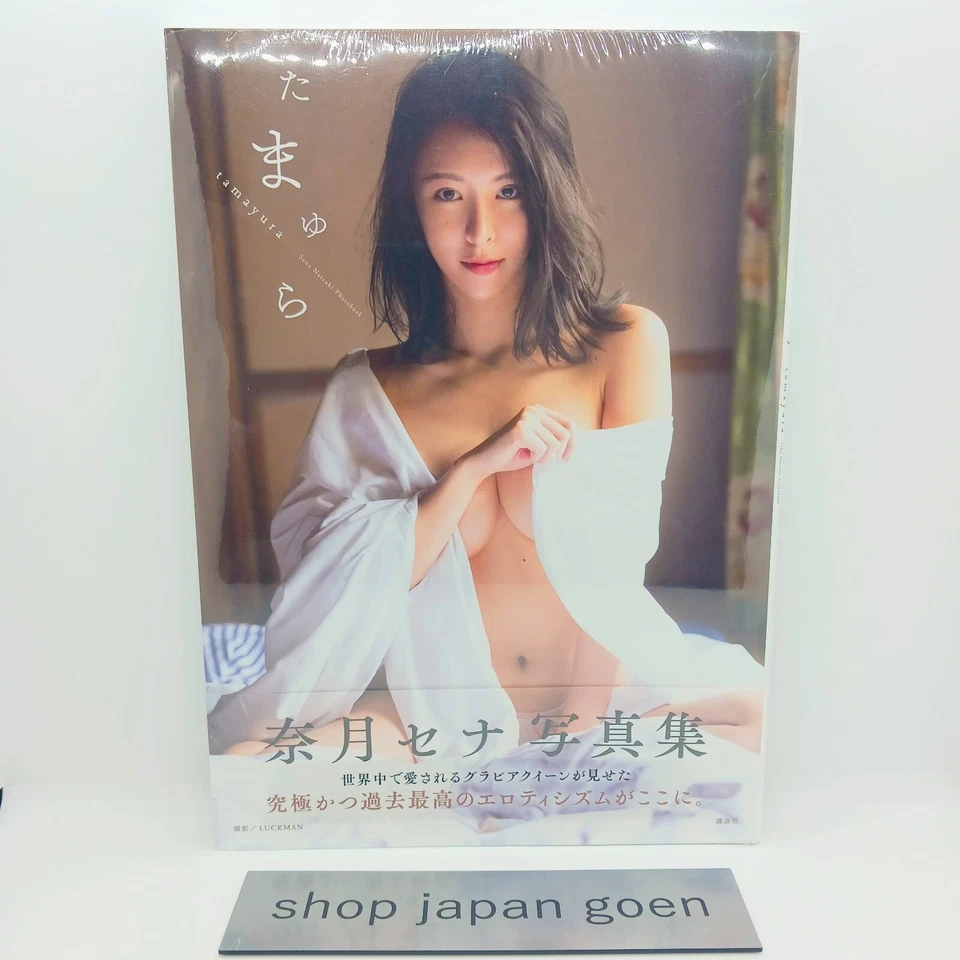 たまゆら
tamayura
Sena Natsuki Photobook
奈月セナ 写真集
世界中で愛されるグラビアクイーンが見せた
究極かつ過去最高のエロティシズムがここに。
撮影／LUCKMAN
講談社
tamayura
shop japan goen